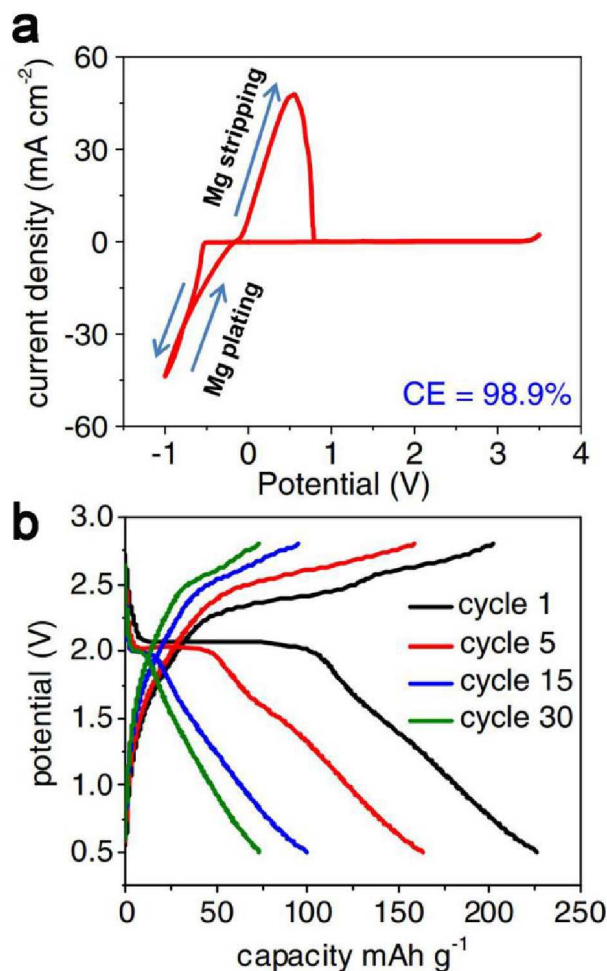 a
60
30
0
-30
-60
current density (mA cm-2)
Mg stripping
Mg plating
CE = 98.9%
-1 0 1 2 3 4
Potential (V)
b
3.0
2.5
2.0
1.5
1.0
0.5
potential (V)
cycle 1
cycle 5
cycle 15
cycle 30
0 50 100 150 200 250
capacity mAh g-1